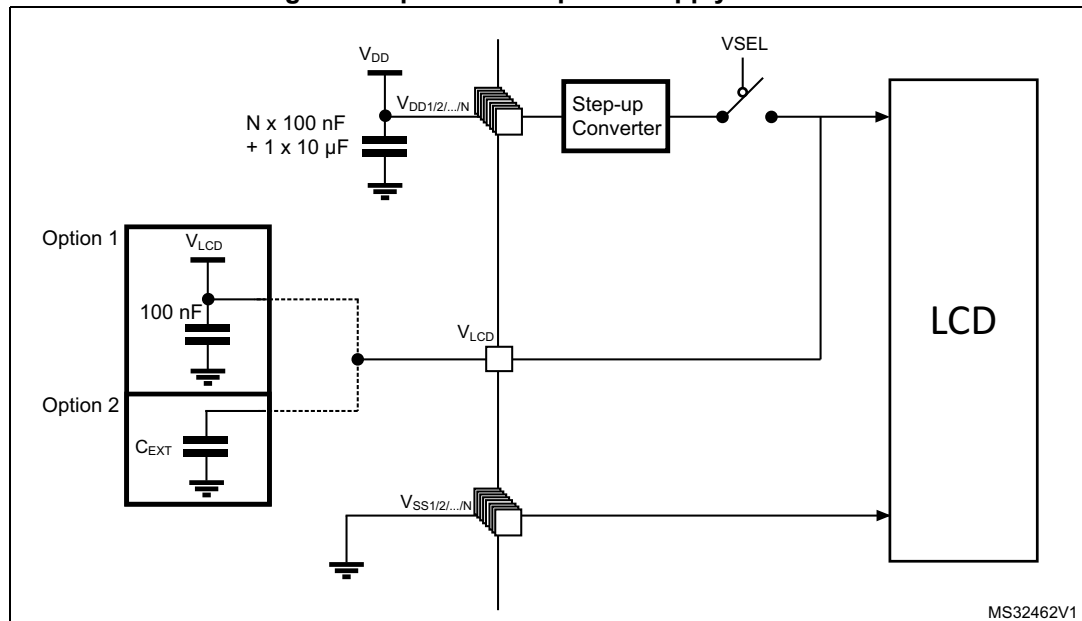 VDD
VSEL
VDD1/2/.../N
Step-up
Converter
N x 100 nF
+ 1 x 10 µF
Option 1
VLCD
100 nF
VLCD
LCD
Option 2
CEXT
VSS1/2/.../N
MS32462V1